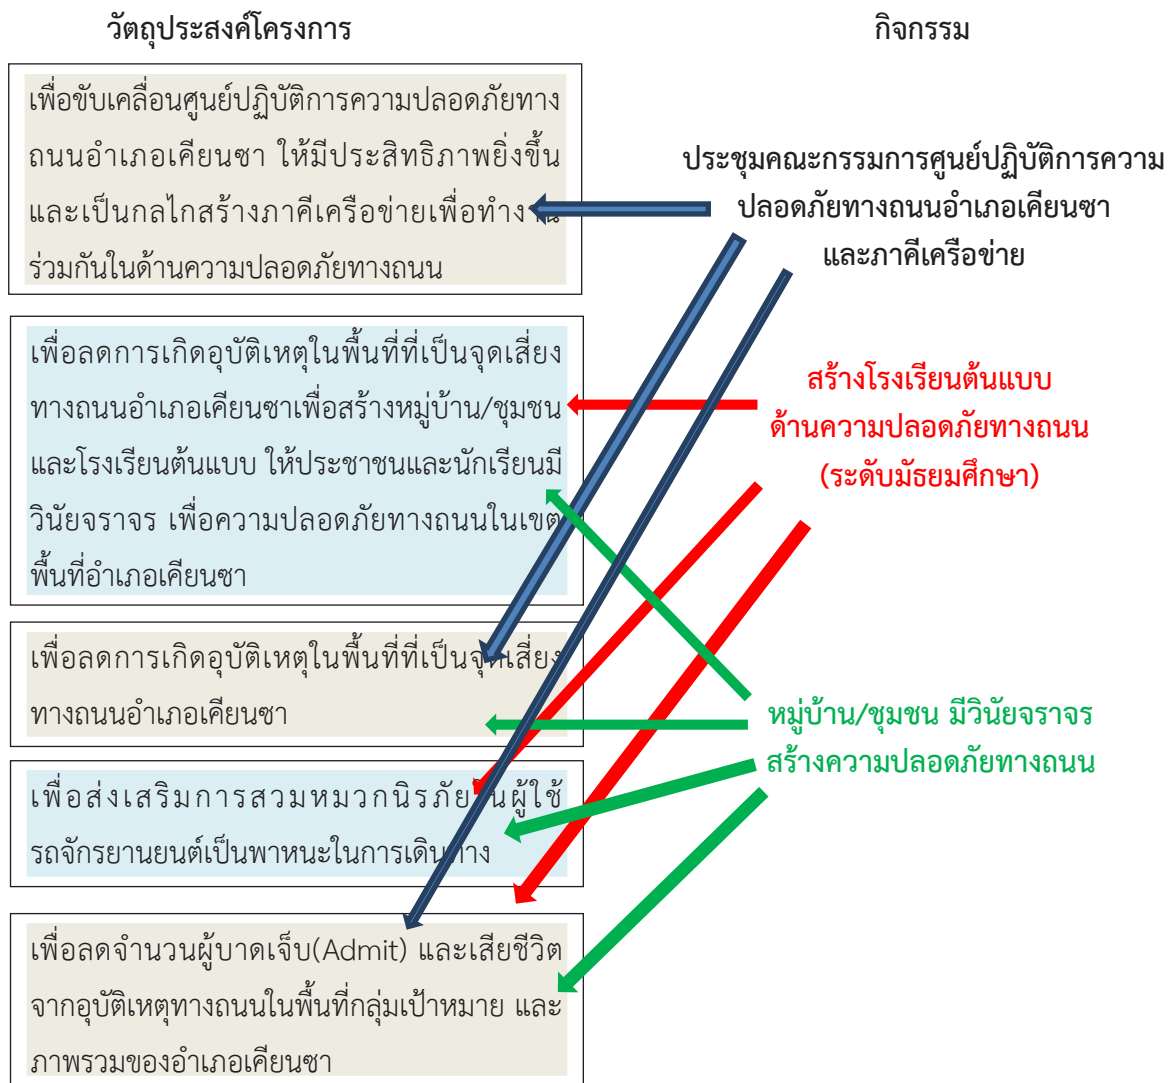 วัตถุประสงค์โครงการ
กิจกรรม
เพื่อขับเคลื่อนศูนย์ปฏิบัติการความปลอดภัยทาง
ถนนอำเภอเคียนซา ให้มีประสิทธิภาพยิ่งขึ้น
และเป็นกลไกสร้างภาคีเครือข่ายเพื่อทำงาน
ร่วมกันในด้านความปลอดภัยทางถนน
ประชุมคณะกรรมการศูนย์ปฏิบัติการความ
ปลอดภัยทางถนนอำเภอเคียนซา
และภาคีเครือข่าย
เพื่อลดการเกิดอุบัติเหตุในพื้นที่ที่เป็นจุดเสี่ยง
ทางถนนอำเภอเคียนซาเพื่อสร้างหมู่บ้าน/ชุมชน
และโรงเรียนต้นแบบ ให้ประชาชนและนักเรียนมี
วินัยจราจร เพื่อความปลอดภัยทางถนนในเขต
พื้นที่อำเภอเคียนซา
สร้างโรงเรียนต้นแบบ
ด้านความปลอดภัยทางถนน
(ระดับมัธยมศึกษา)
เพื่อลดการเกิดอุบัติเหตุในพื้นที่ที่เป็นจุดเสี่ยง
ทางถนนอำเภอเคียนซา
หมู่บ้าน/ชุมชน มีวินัยจราจร
สร้างความปลอดภัยทางถนน
เพื่อส่งเสริมการสวมหมวกนิรภัยในผู้ใช้
รถจักรยานยนต์เป็นพาหนะในการเดินทาง
เพื่อลดจำนวนผู้บาดเจ็บ(Admit) และเสียชีวิต
จากอุบัติเหตุทางถนนในพื้นที่กลุ่มเป้าหมาย และ
ภาพรวมของอำเภอเคียนซา